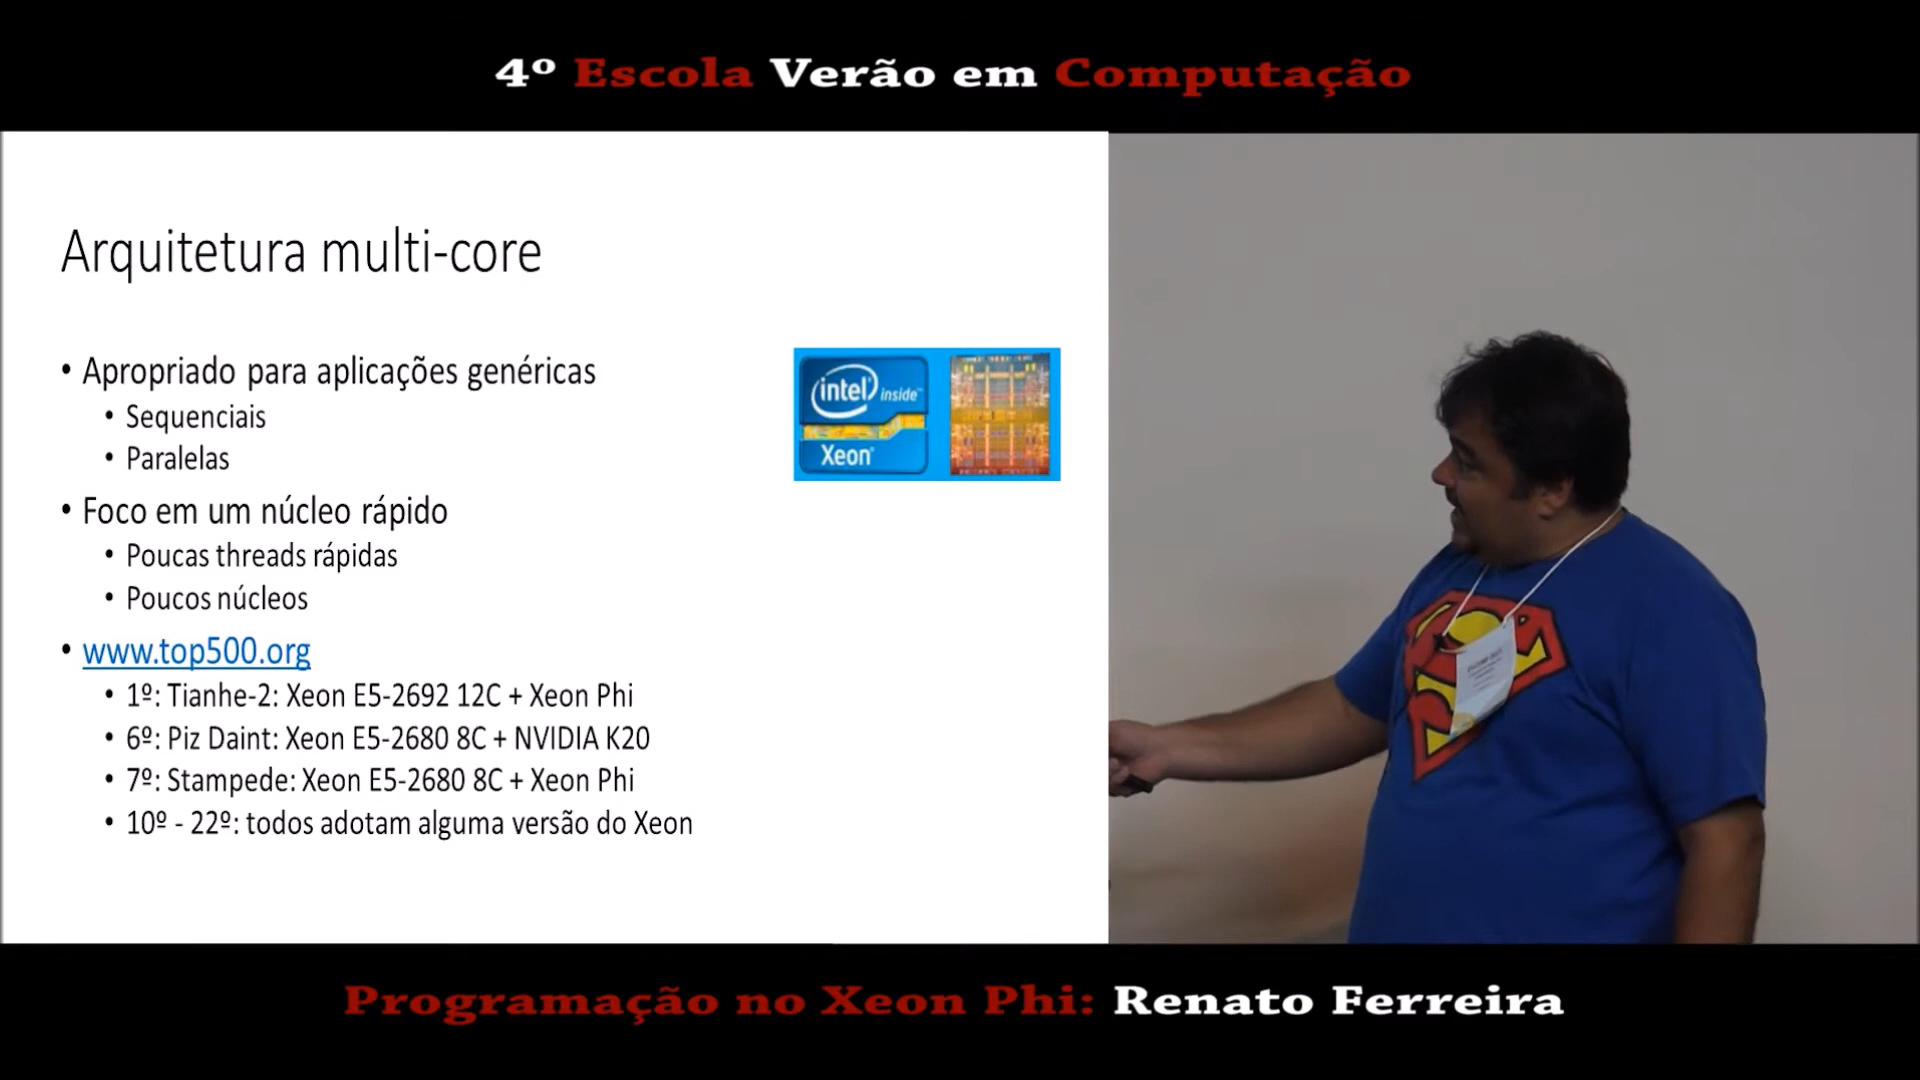 4º Escola Verão em Computação
Arquitetura multi-core
• Apropriado para aplicações genéricas
• Sequenciais
• Paralelas
• Foco em um núcleo rápido
• Poucas threads rápidas
• Poucos núcleos
• www.top500.org
• 1º: Tianhe-2: Xeon E5-2692 12C + Xeon Phi
• 6º: Piz Daint: Xeon E5-2680 8C + NVIDIA K20
• 7º: Stampede: Xeon E5-2680 8C + Xeon Phi
• 10º - 22º: todos adotam alguma versão do Xeon
intel inside™
Xeon®
Programação no Xeon Phi: Renato Ferreira